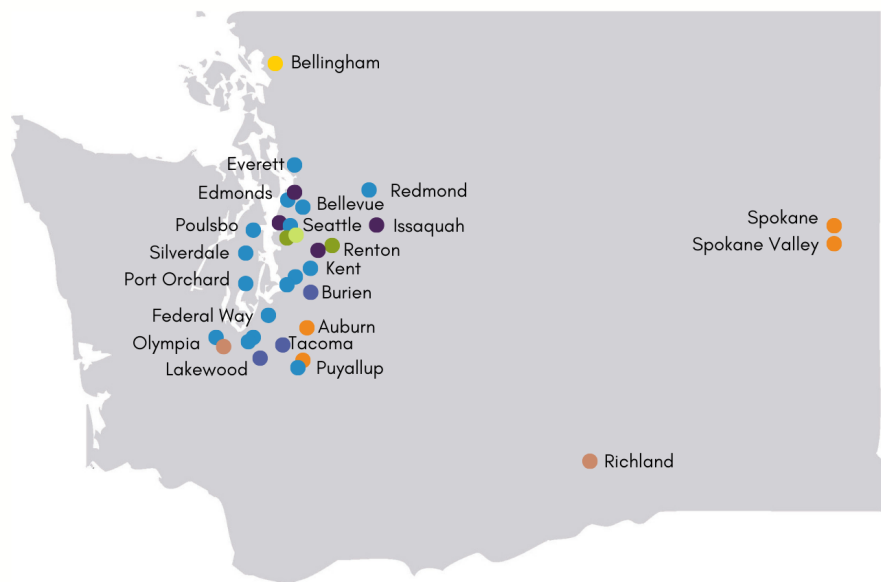 Bellingham
Everett
Edmonds
Redmond
Bellevue
Poulsbo
Seattle
Issaquah
Spokane
Silverdale
Renton
Spokane Valley
Kent
Port Orchard
Burien
Federal Way
Auburn
Olympia
Tacoma
Lakewood
Puyallup
Richland